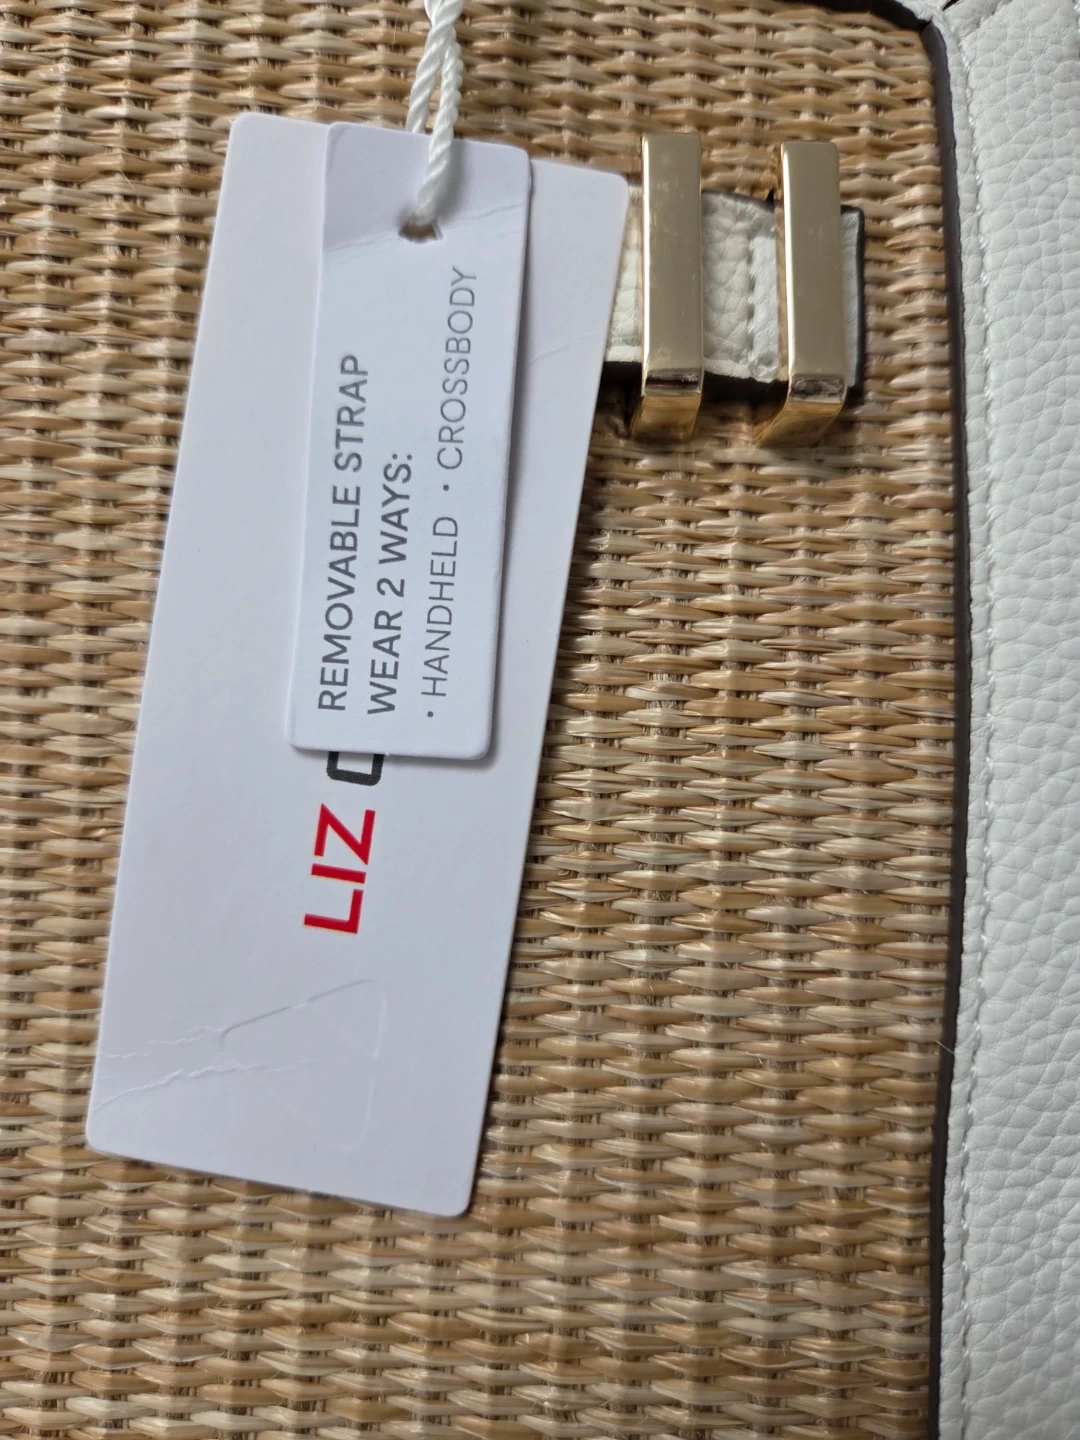 REMOVABLE STRAP
WEAR 2 WAYS:
· HANDHELD · CROSSBODY
LIZ